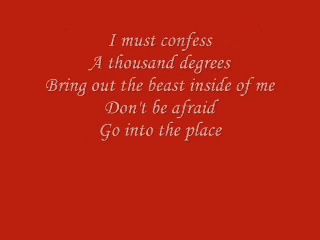 I must confess
A thousand degrees
Bring out the beast inside of me
Don't be afraid
Go into the place